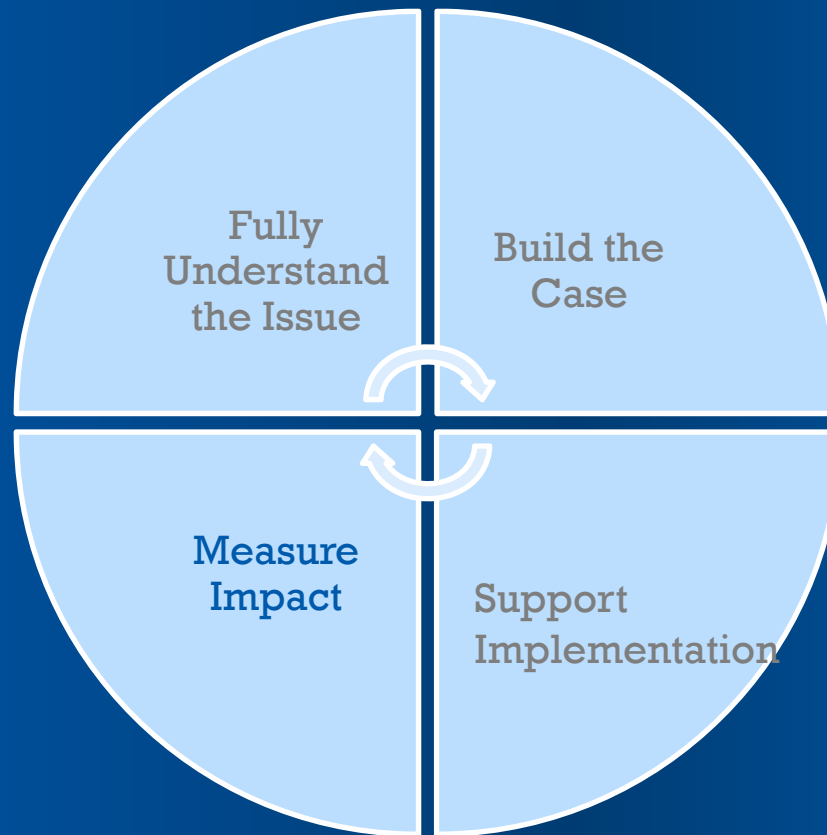 Fully
Understand
the Issue
Build the
Case
Measure
Impact
Support
Implementation